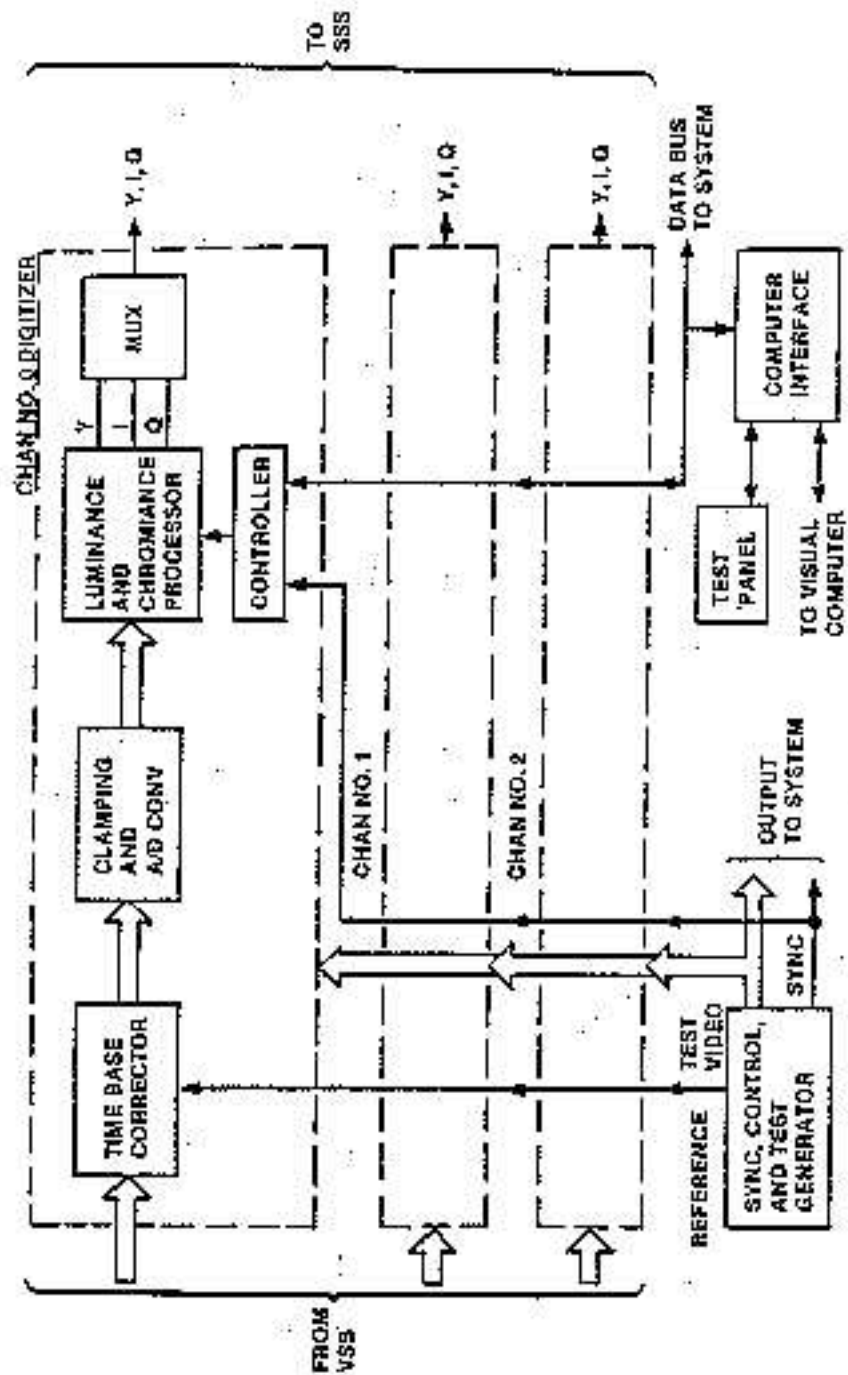 CHAN NO. 0 DIGITIZER
TO
SSS
FROM
VSS
TIME BASE
CORRECTOR
CLAMPING
AND
A/D CONV
LUMINANCE
AND
CHROMIANCE
PROCESSOR
Y
I
Q
MUX
Y, I, Q
CONTROLLER
CHAN NO. 1
Y, I, Q
CHAN NO. 2
Y, I, Q
REFERENCE
TEST
VIDEO
SYNC
SYNC, CONTROL,
AND TEST
GENERATOR
OUTPUT
TO SYSTEM
DATA BUS
TO SYSTEM
TEST
PANEL
COMPUTER
INTERFACE
TO VISUAL
COMPUTER